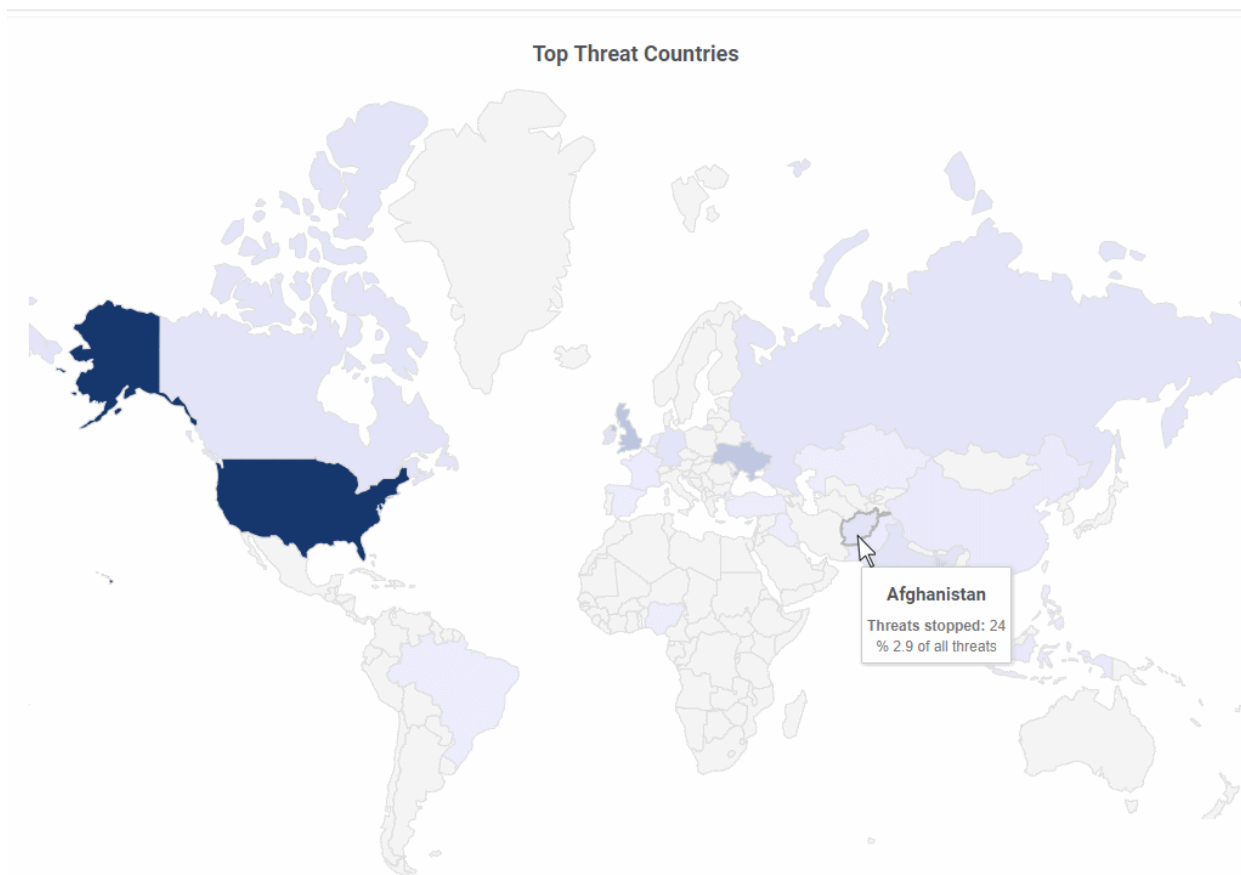 Top Threat Countries
Afghanistan
Threats stopped: 24
% 2.9 of all threats